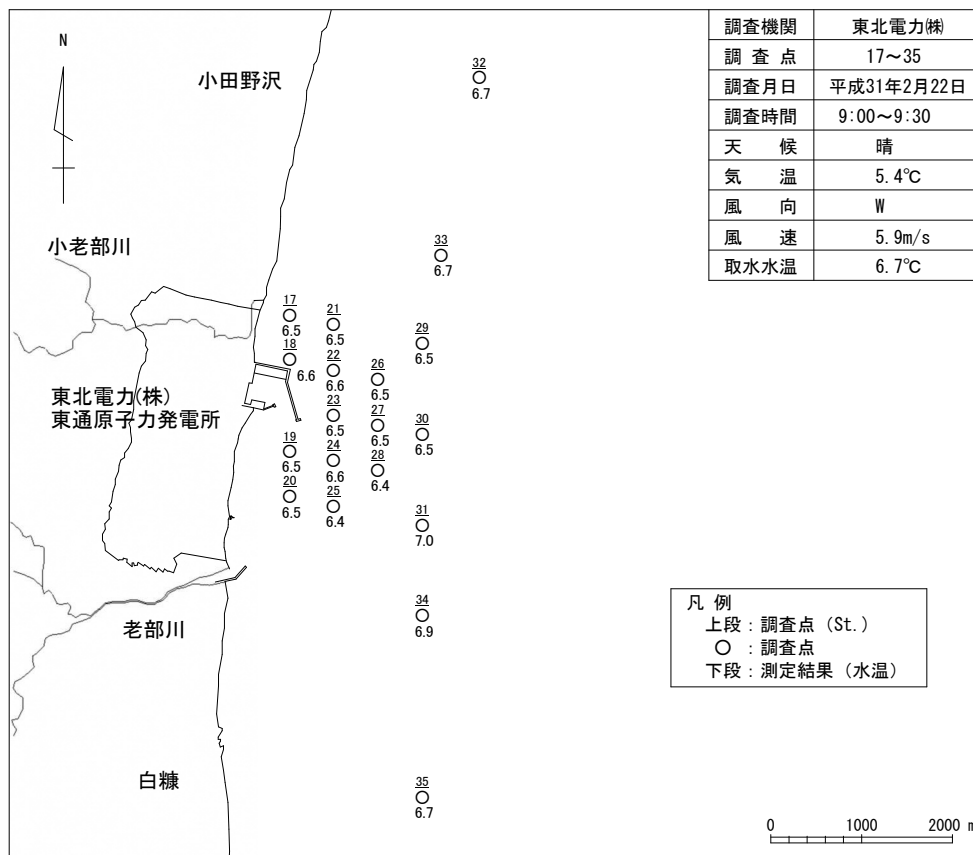 N
小田野沢
小老部川
東北電力(株)
東通原子力発電所
老部川
白糠
調査機関 東北電力㈱
調査点 17～35
調査月日 平成31年2月22日
調査時間 9:00～9:30
天候 晴
気温 5.4℃
風向 W
風速 5.9m/s
取水水温 6.7℃
32
6.7
33
6.7
17
6.5
21
6.5
29
6.5
18
6.6
22
6.6
26
6.5
23
6.5
27
6.5
30
6.5
19
6.5
24
6.6
28
6.4
20
6.5
25
6.4
31
7.0
34
6.9
35
6.7
凡例
上段：調査点（St.）
○：調査点
下段：測定結果（水温）
0 1000 2000 m